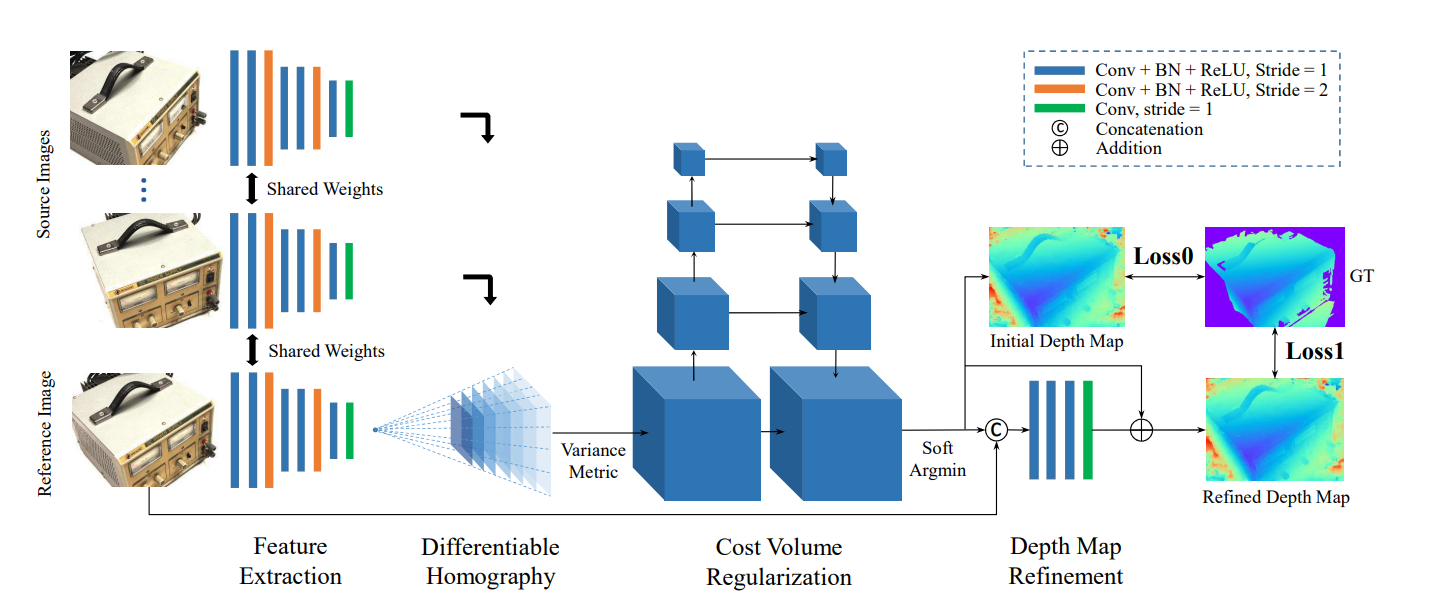 Conv + BN + ReLU, Stride = 1
Conv + BN + ReLU, Stride = 2
Conv, stride = 1
C
Concatenation
Addition
Source Images
Shared Weights
Shared Weights
Reference Image
Variance
Metric
Soft
Argmin
C
Initial Depth Map
Loss0
GT
Loss1
Refined Depth Map
Feature
Extraction
Differentiable
Homography
Cost Volume
Regularization
Depth Map
Refinement